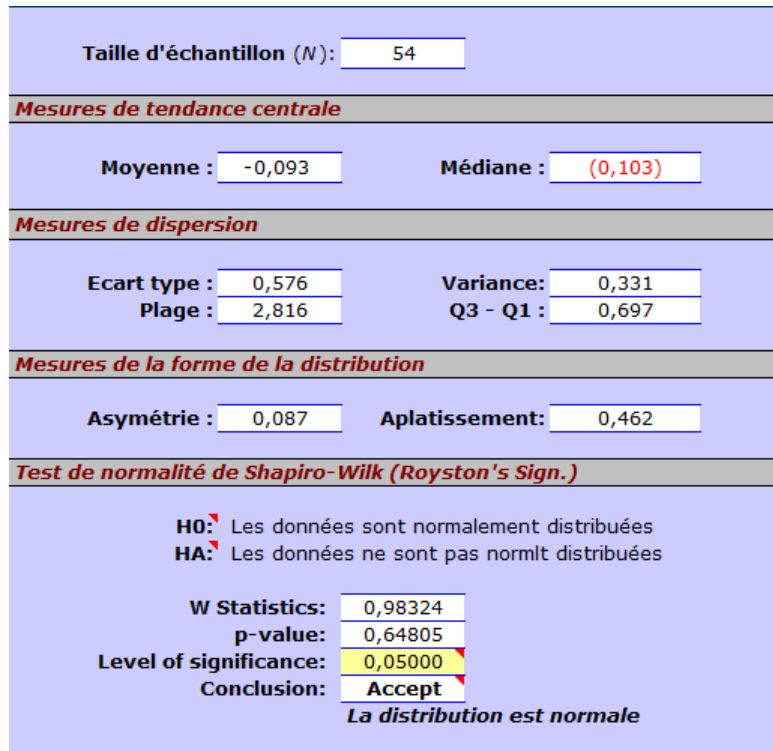 Taille d'échantillon (N): 54
Mesures de tendance centrale
Moyenne : -0,093 Médiane : (0,103)
Mesures de dispersion
Ecart type : 0,576 Variance: 0,331
Plage : 2,816 Q3 - Q1 : 0,697
Mesures de la forme de la distribution
Asymétrie : 0,087 Aplatissement: 0,462
Test de normalité de Shapiro-Wilk (Royston's Sign.)
H0: Les données sont normalement distribuées
HA: Les données ne sont pas normlt distribuées
W Statistics: 0,98324
p-value: 0,64805
Level of significance: 0,05000
Conclusion: Accept
La distribution est normale